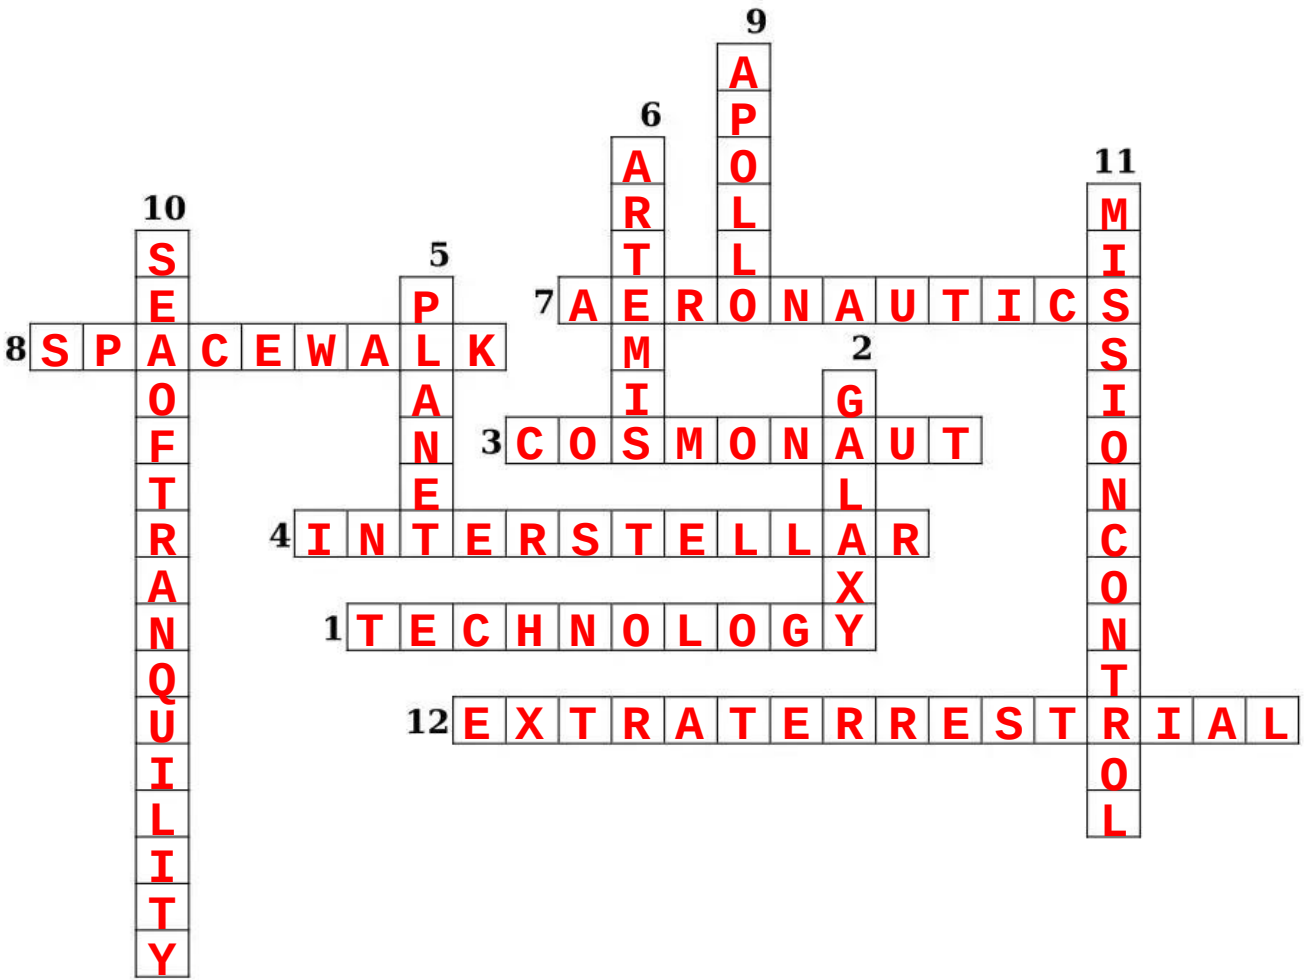 9
APOLLO
6
ARTEMIS
11
MISSIONCONTROL
10
SEAOFTRANQUILITY
5
PLANET
7 AERONAUTICS
8 SPACEWALK
2
GALAXY
3 COSMONAUT
4 INTERSTELLAR
1 TECHNOLOGY
12 EXTRATERRESTRIAL